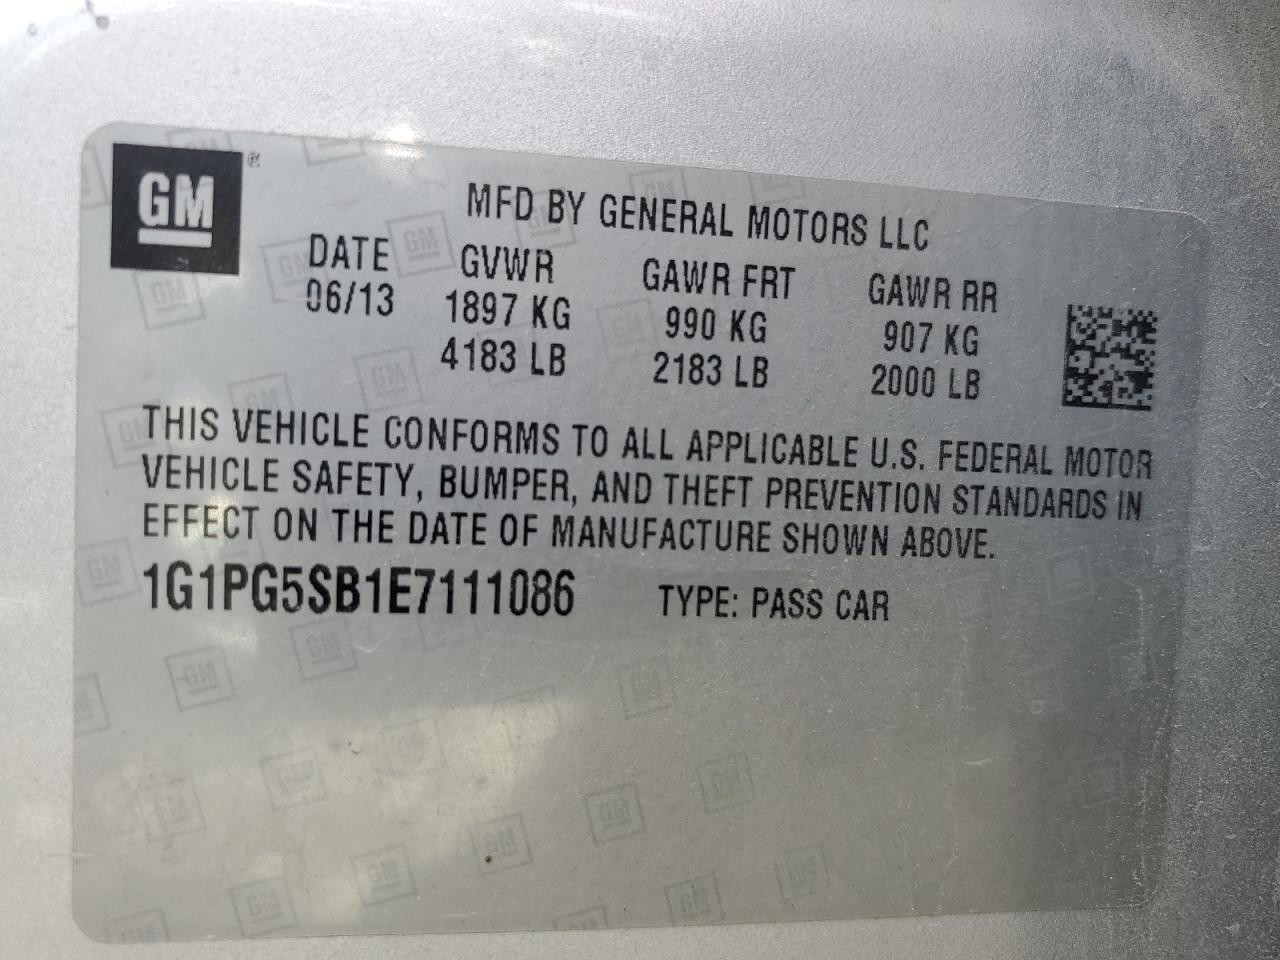 GM®
MFD BY GENERAL MOTORS LLC
DATE GVWR GAWR FRT GAWR RR
06/13 1897 KG 990 KG 907 KG
4183 LB 2183 LB 2000 LB
THIS VEHICLE CONFORMS TO ALL APPLICABLE U.S. FEDERAL MOTOR
VEHICLE SAFETY, BUMPER, AND THEFT PREVENTION STANDARDS IN
EFFECT ON THE DATE OF MANUFACTURE SHOWN ABOVE.
1G1PG5SB1E7111086 TYPE: PASS CAR